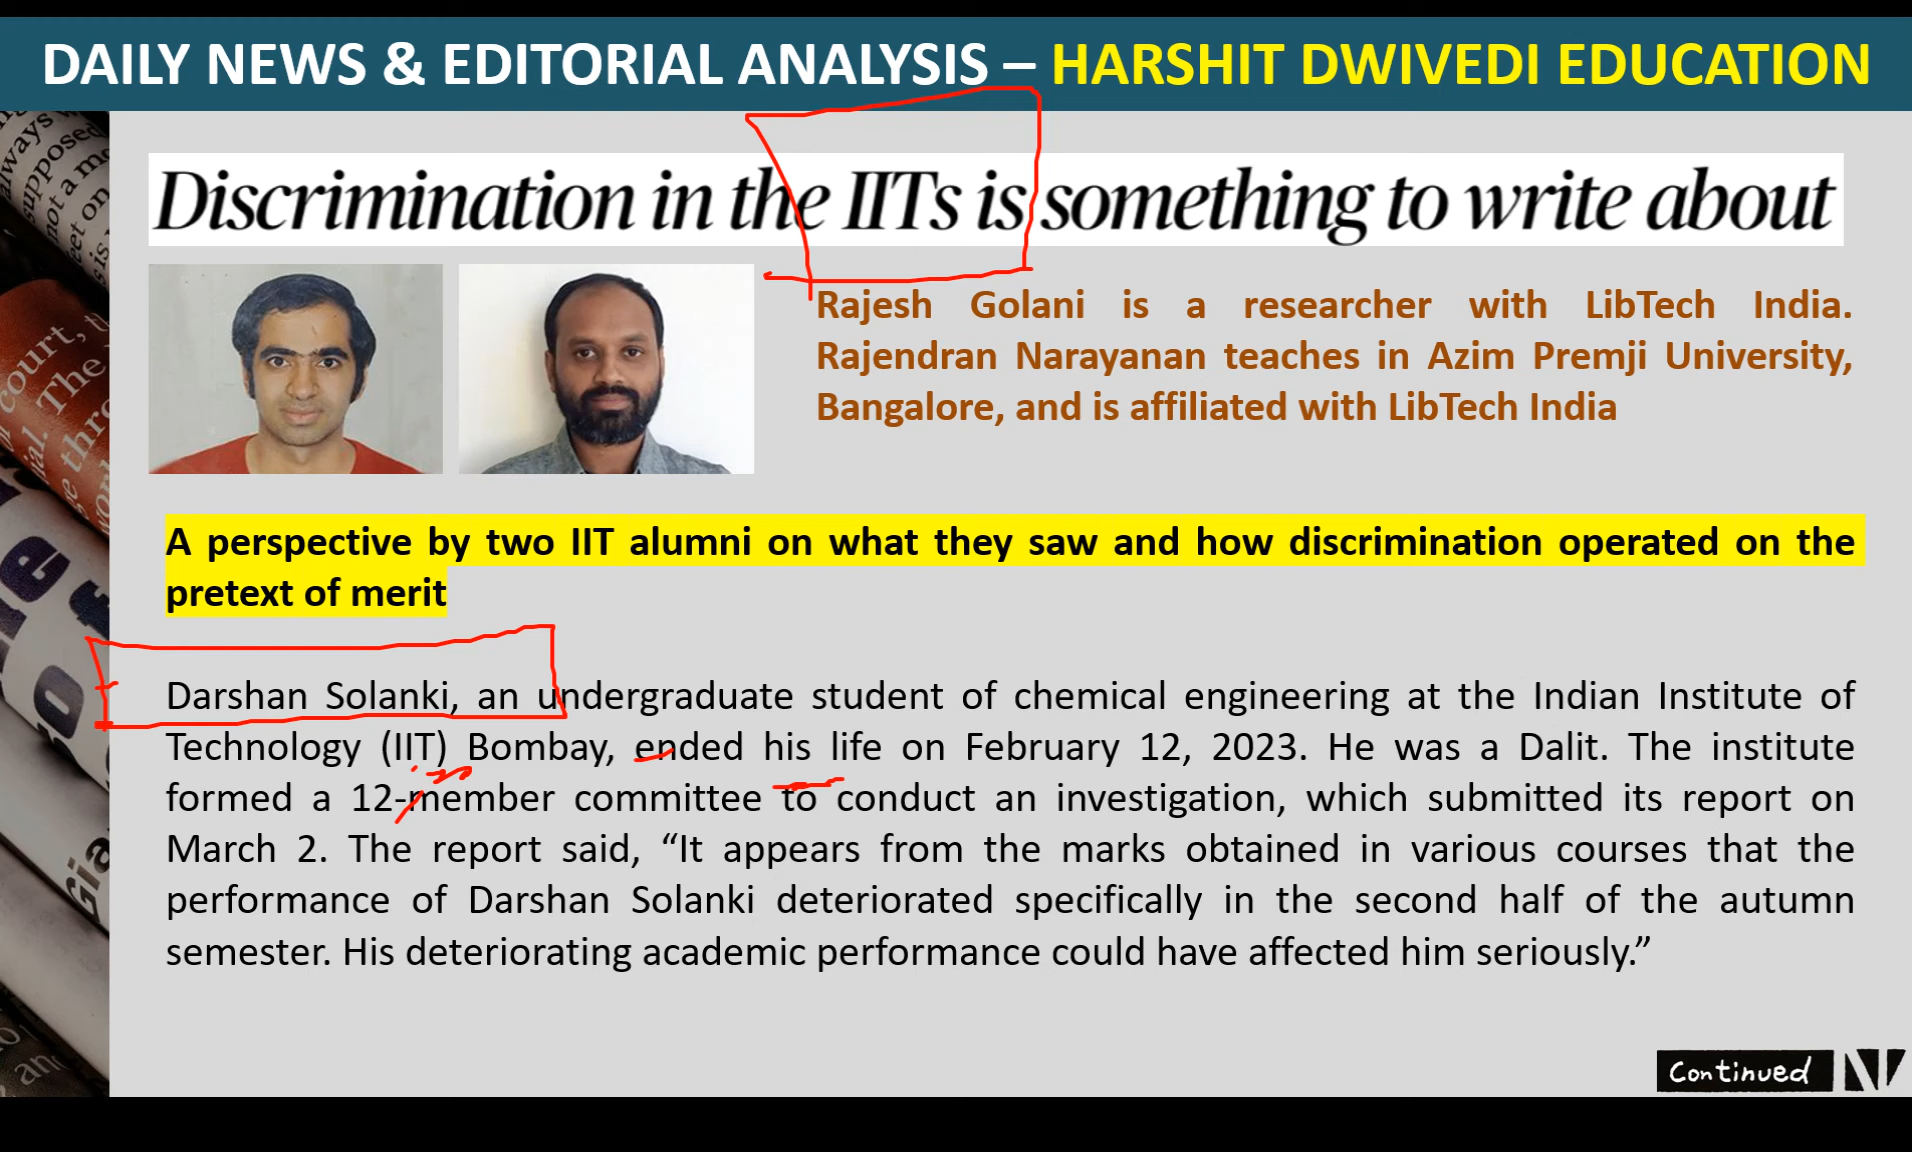 DAILY NEWS & EDITORIAL ANALYSIS – HARSHIT DWIVEDI EDUCATION
Discrimination in the IITs is something to write about
Rajesh Golani is a researcher with LibTech India.
Rajendran Narayanan teaches in Azim Premji University,
Bangalore, and is affiliated with LibTech India
A perspective by two IIT alumni on what they saw and how discrimination operated on the
pretext of merit
Darshan Solanki, an undergraduate student of chemical engineering at the Indian Institute of
Technology (IIT) Bombay, ended his life on February 12, 2023. He was a Dalit. The institute
formed a 12-member committee to conduct an investigation, which submitted its report on
March 2. The report said, “It appears from the marks obtained in various courses that the
performance of Darshan Solanki deteriorated specifically in the second half of the autumn
semester. His deteriorating academic performance could have affected him seriously.”
Continued